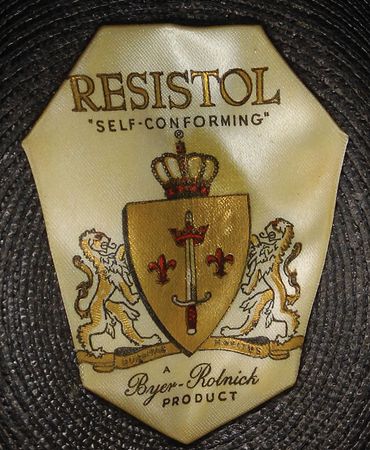 RESISTOL
"SELF-CONFORMING"
®
A
Byer-Rolnick
PRODUCT